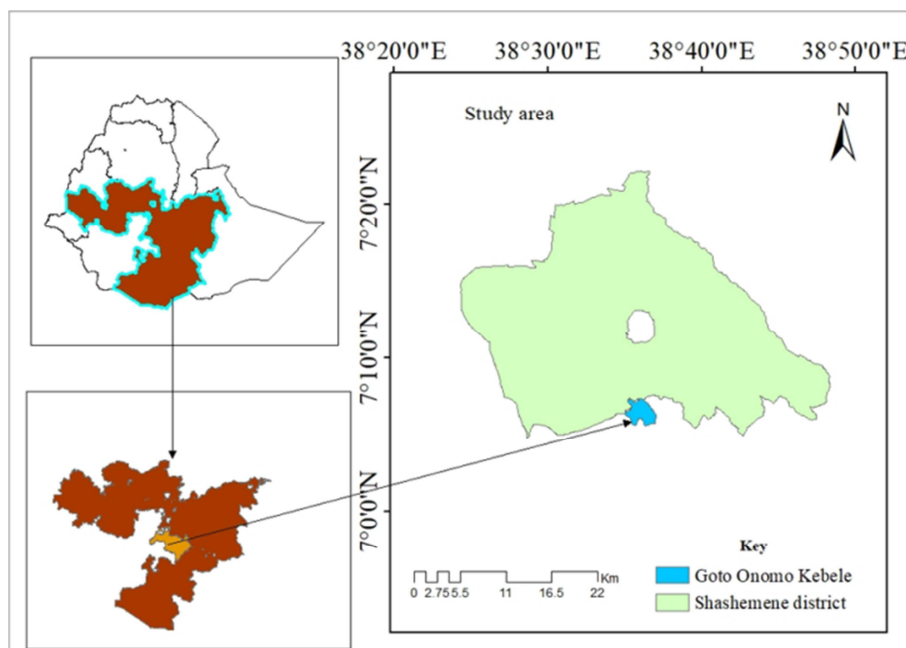 38°20'0"E 38°30'0"E 38°40'0"E 38°50'0"E
Study area
N
7°20'0"N
7°10'0"N
7°0'0"N
Key
Goto Onomo Kebele
Shashemene district
Km
0 2.75 5.5 11 16.5 22